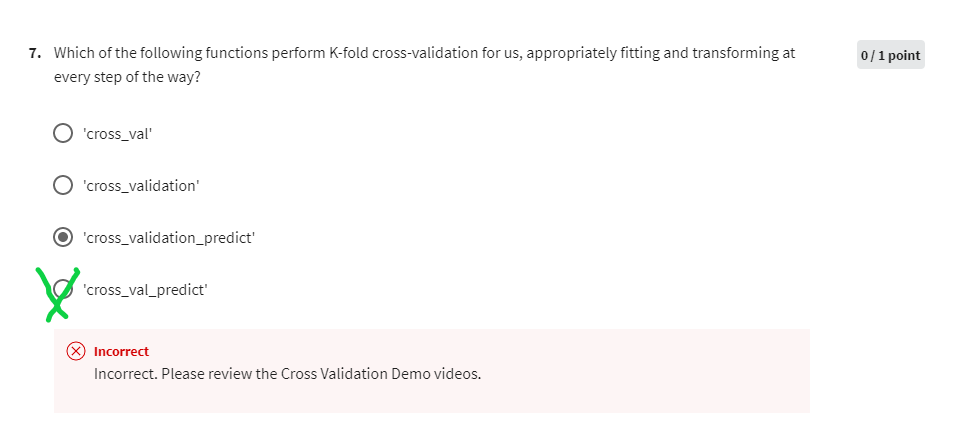 7. Which of the following functions perform K-fold cross-validation for us, appropriately fitting and transforming at
every step of the way?
0 / 1 point
'cross_val'
'cross_validation'
'cross_validation_predict'
'cross_val_predict'
Incorrect
Incorrect. Please review the Cross Validation Demo videos.